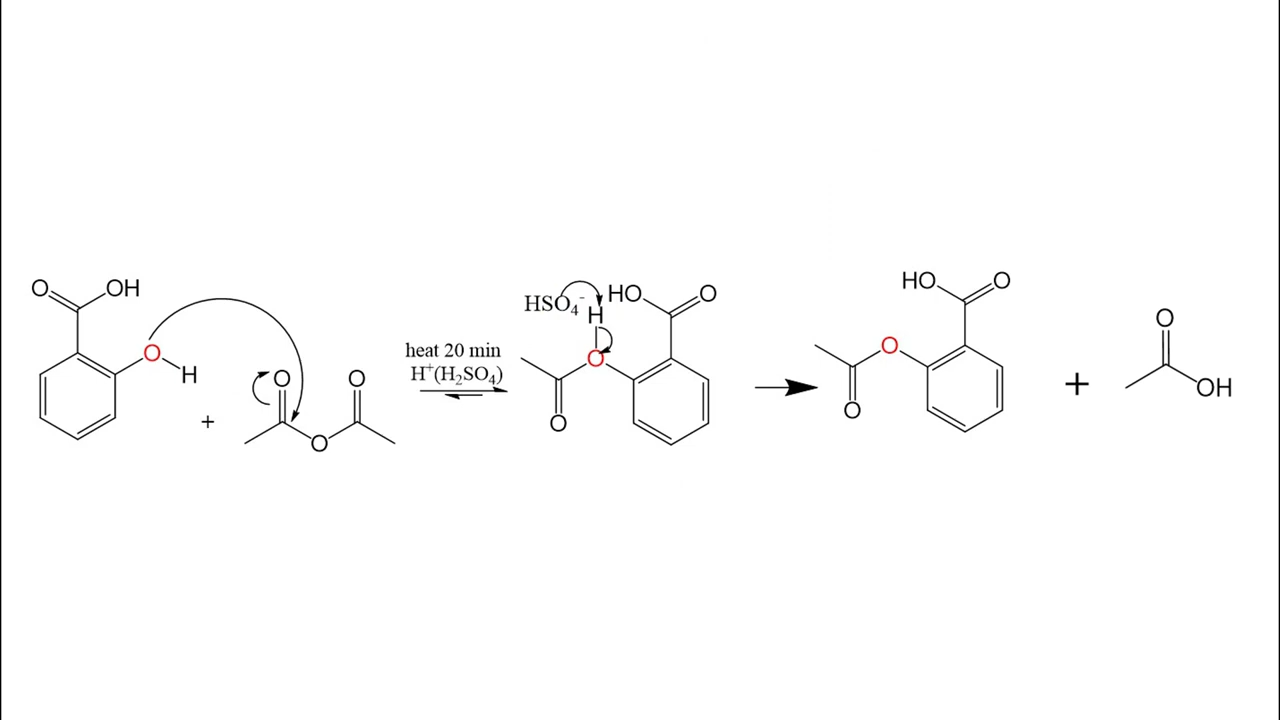 O OH
O
H
+
O O
O
heat 20 min
H⁺(H₂SO₄)
HSO₄⁻ HO O
H
O
O
HO O
O
O
+
O
OH